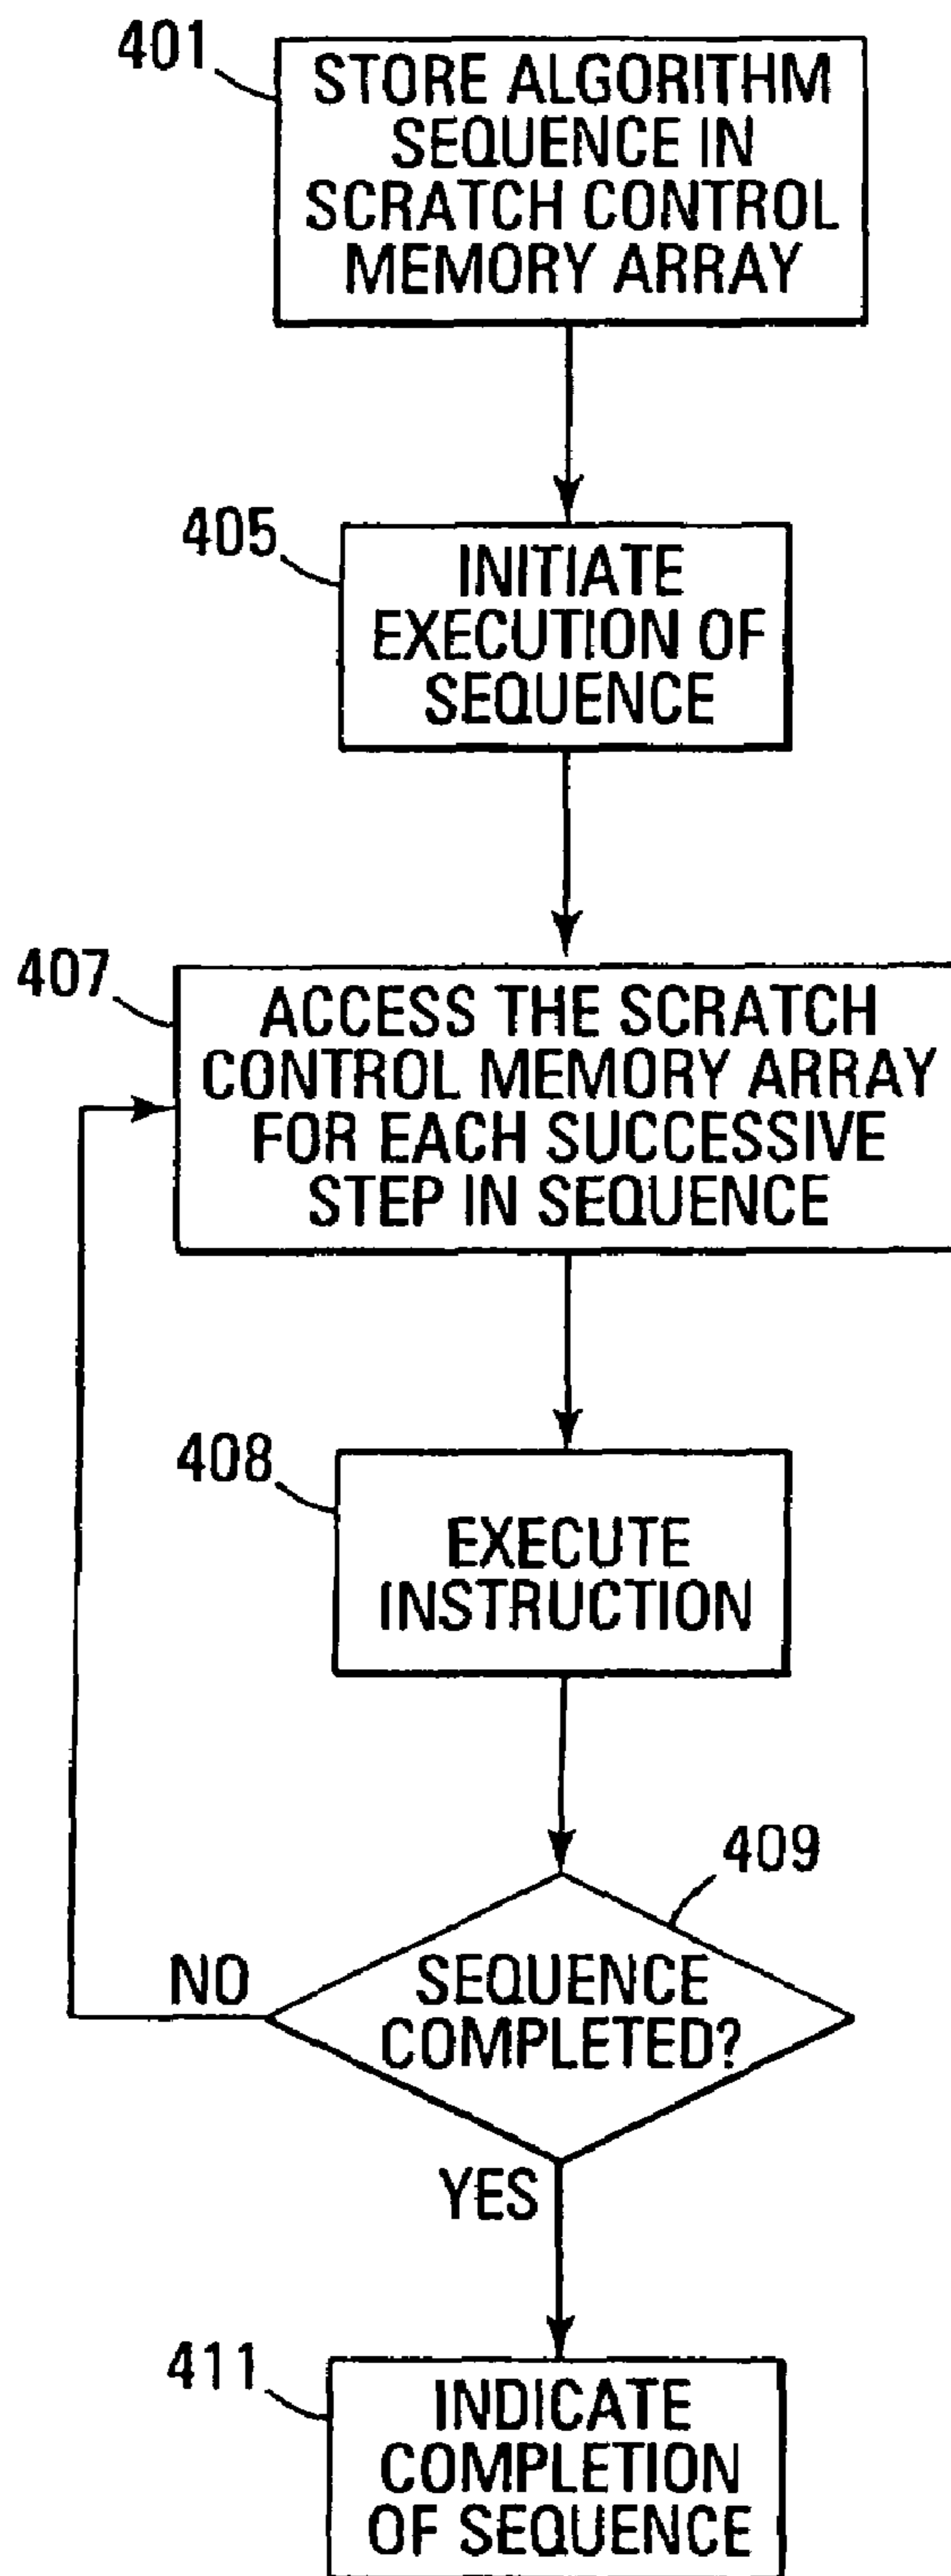 401
STORE ALGORITHM
SEQUENCE IN
SCRATCH CONTROL
MEMORY ARRAY
405
INITIATE
EXECUTION OF
SEQUENCE
407
ACCESS THE SCRATCH
CONTROL MEMORY ARRAY
FOR EACH SUCCESSIVE
STEP IN SEQUENCE
408
EXECUTE
INSTRUCTION
409
SEQUENCE
COMPLETED?
NO
YES
411
INDICATE
COMPLETION
OF SEQUENCE